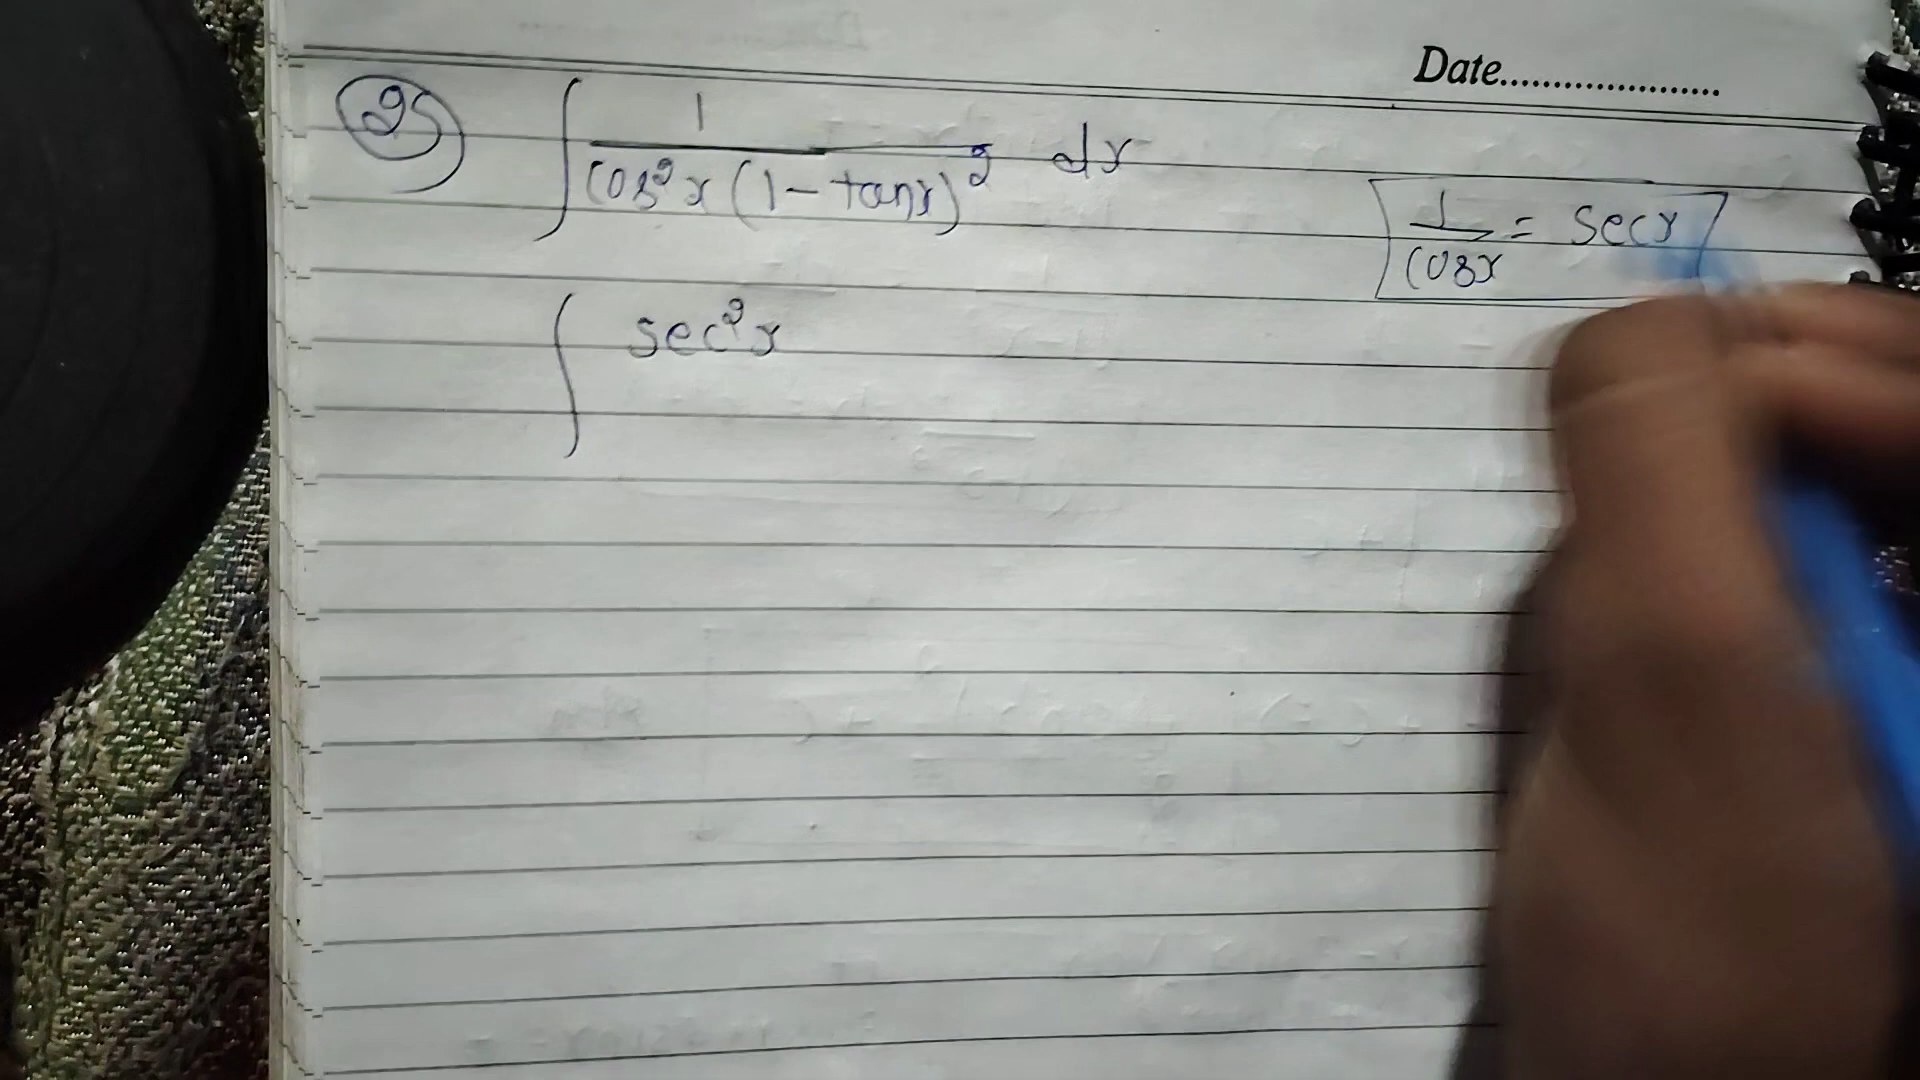 Date.....................
25 ∫ 1 / cos²x (1 - tanx)² dx
1 / cosx = secx
∫ sec²x